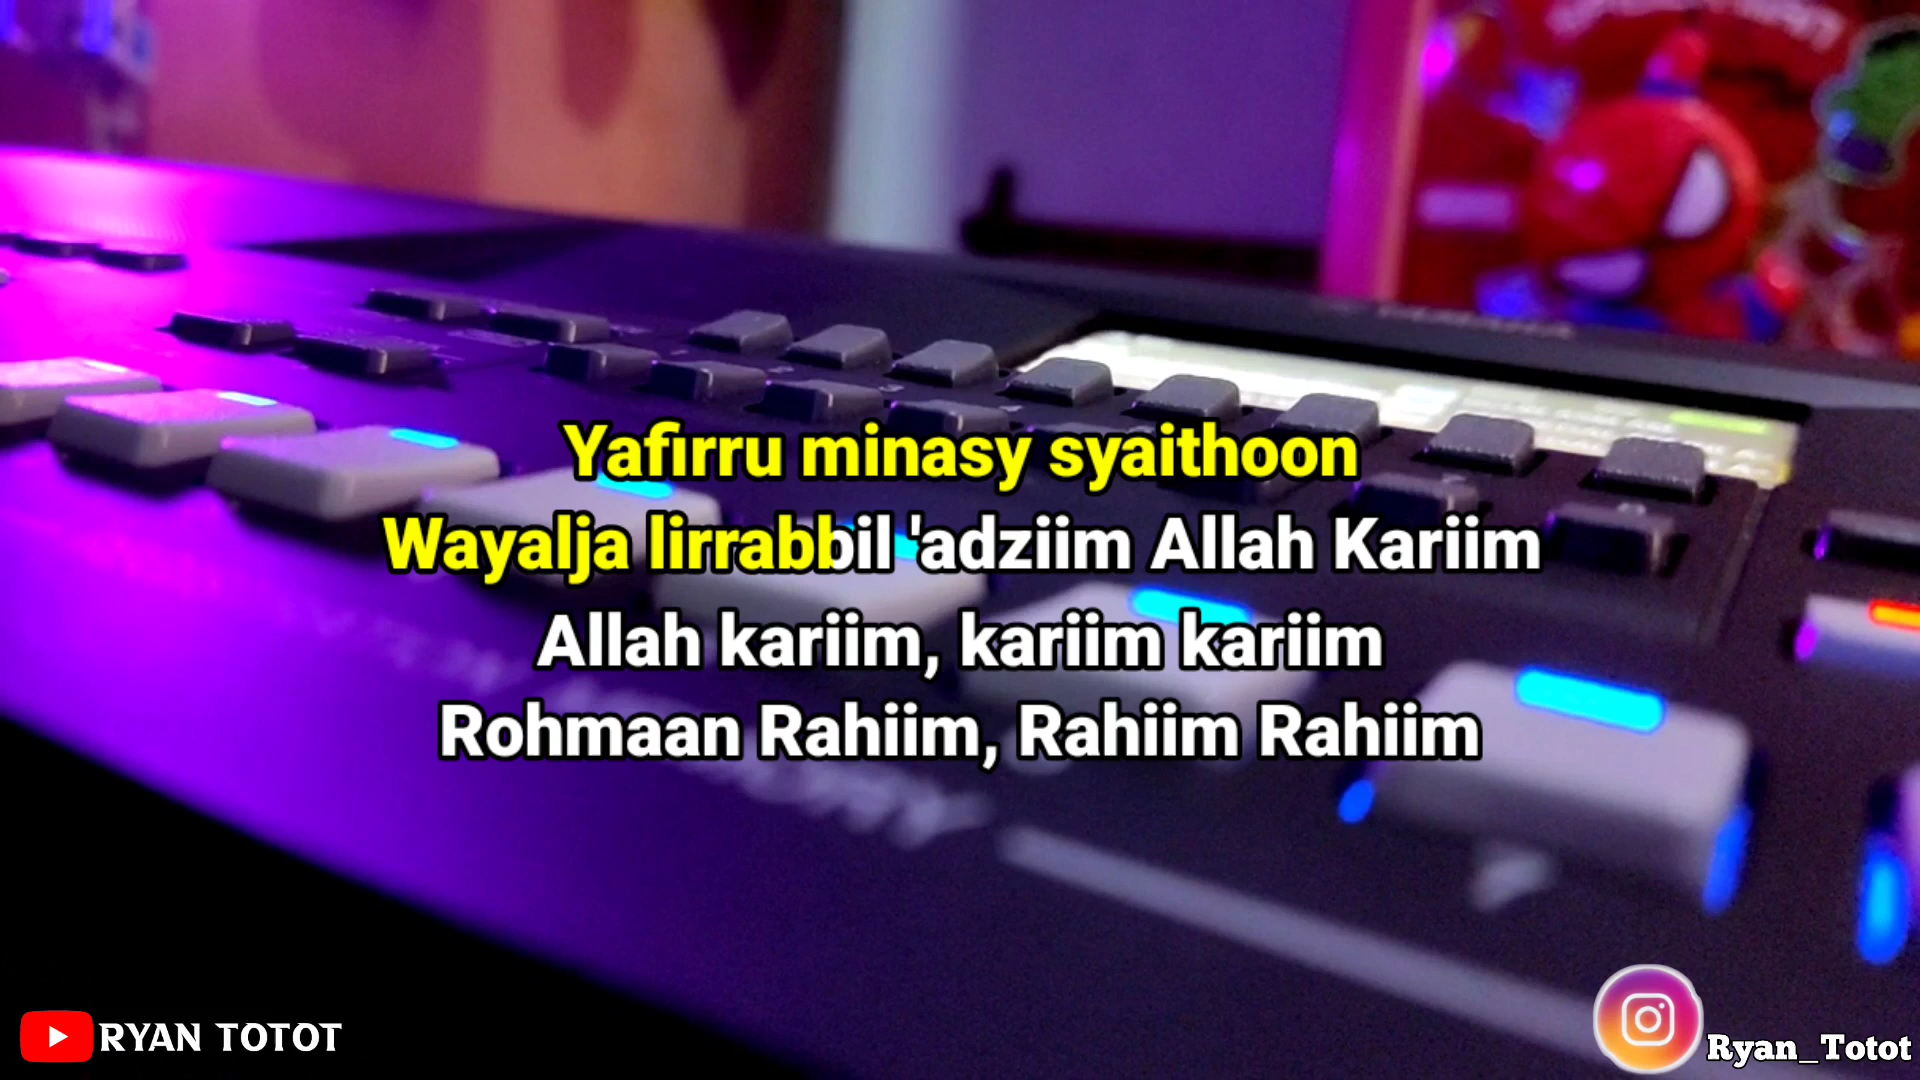 Yafirru minasy syaithoon
Wayalja lirrabbil 'adziim Allah Kariim
Allah kariim, kariim kariim
Rohmaan Rahiim, Rahiim Rahiim
RYAN TOTOT
Ryan_Totot